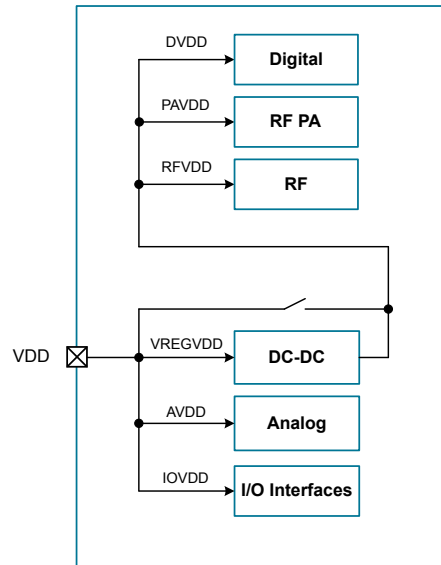 DVDD
Digital
PAVDD
RF PA
RFVDD
RF
VDD
VREGVDD
DC-DC
AVDD
Analog
IOVDD
I/O Interfaces